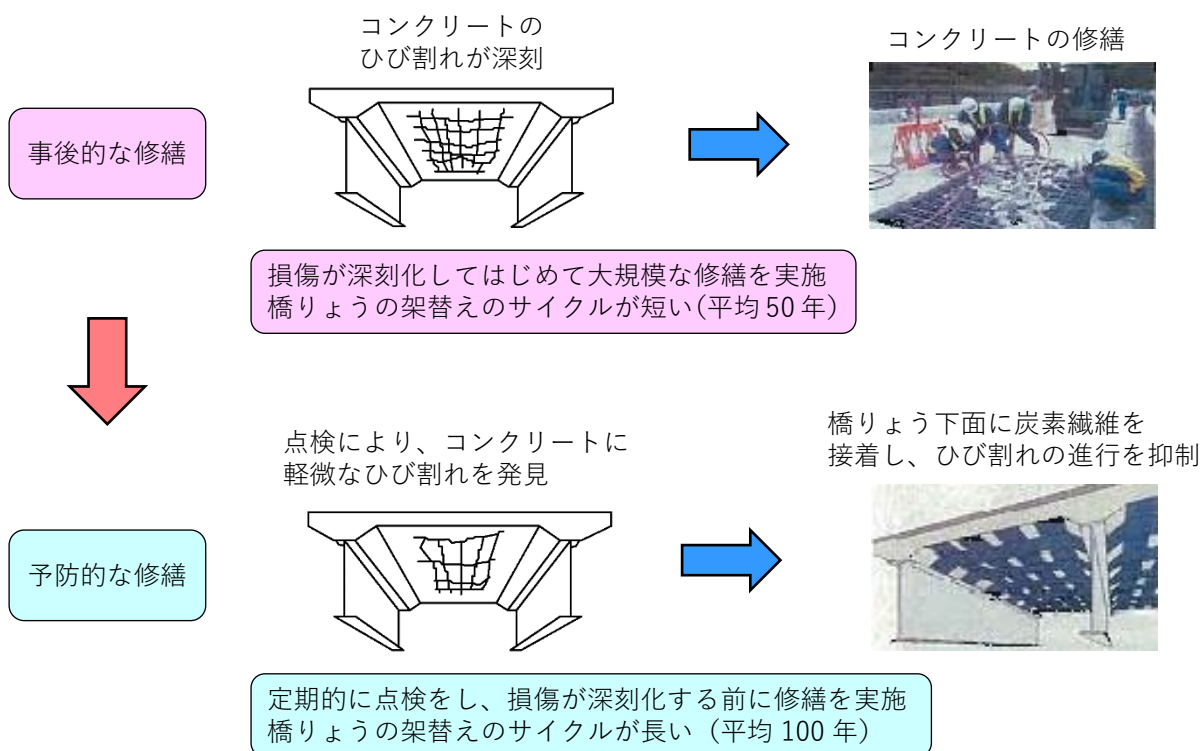 コンクリートの
ひび割れが深刻
コンクリートの修繕
事後的な修繕
損傷が深刻化してはじめて大規模な修繕を実施
橋りょうの架替えのサイクルが短い(平均 50 年)
点検により、コンクリートに
軽微なひび割れを発見
橋りょう下面に炭素繊維を
接着し、ひび割れの進行を抑制
予防的な修繕
定期的に点検をし、損傷が深刻化する前に修繕を実施
橋りょうの架替えのサイクルが長い（平均 100 年）